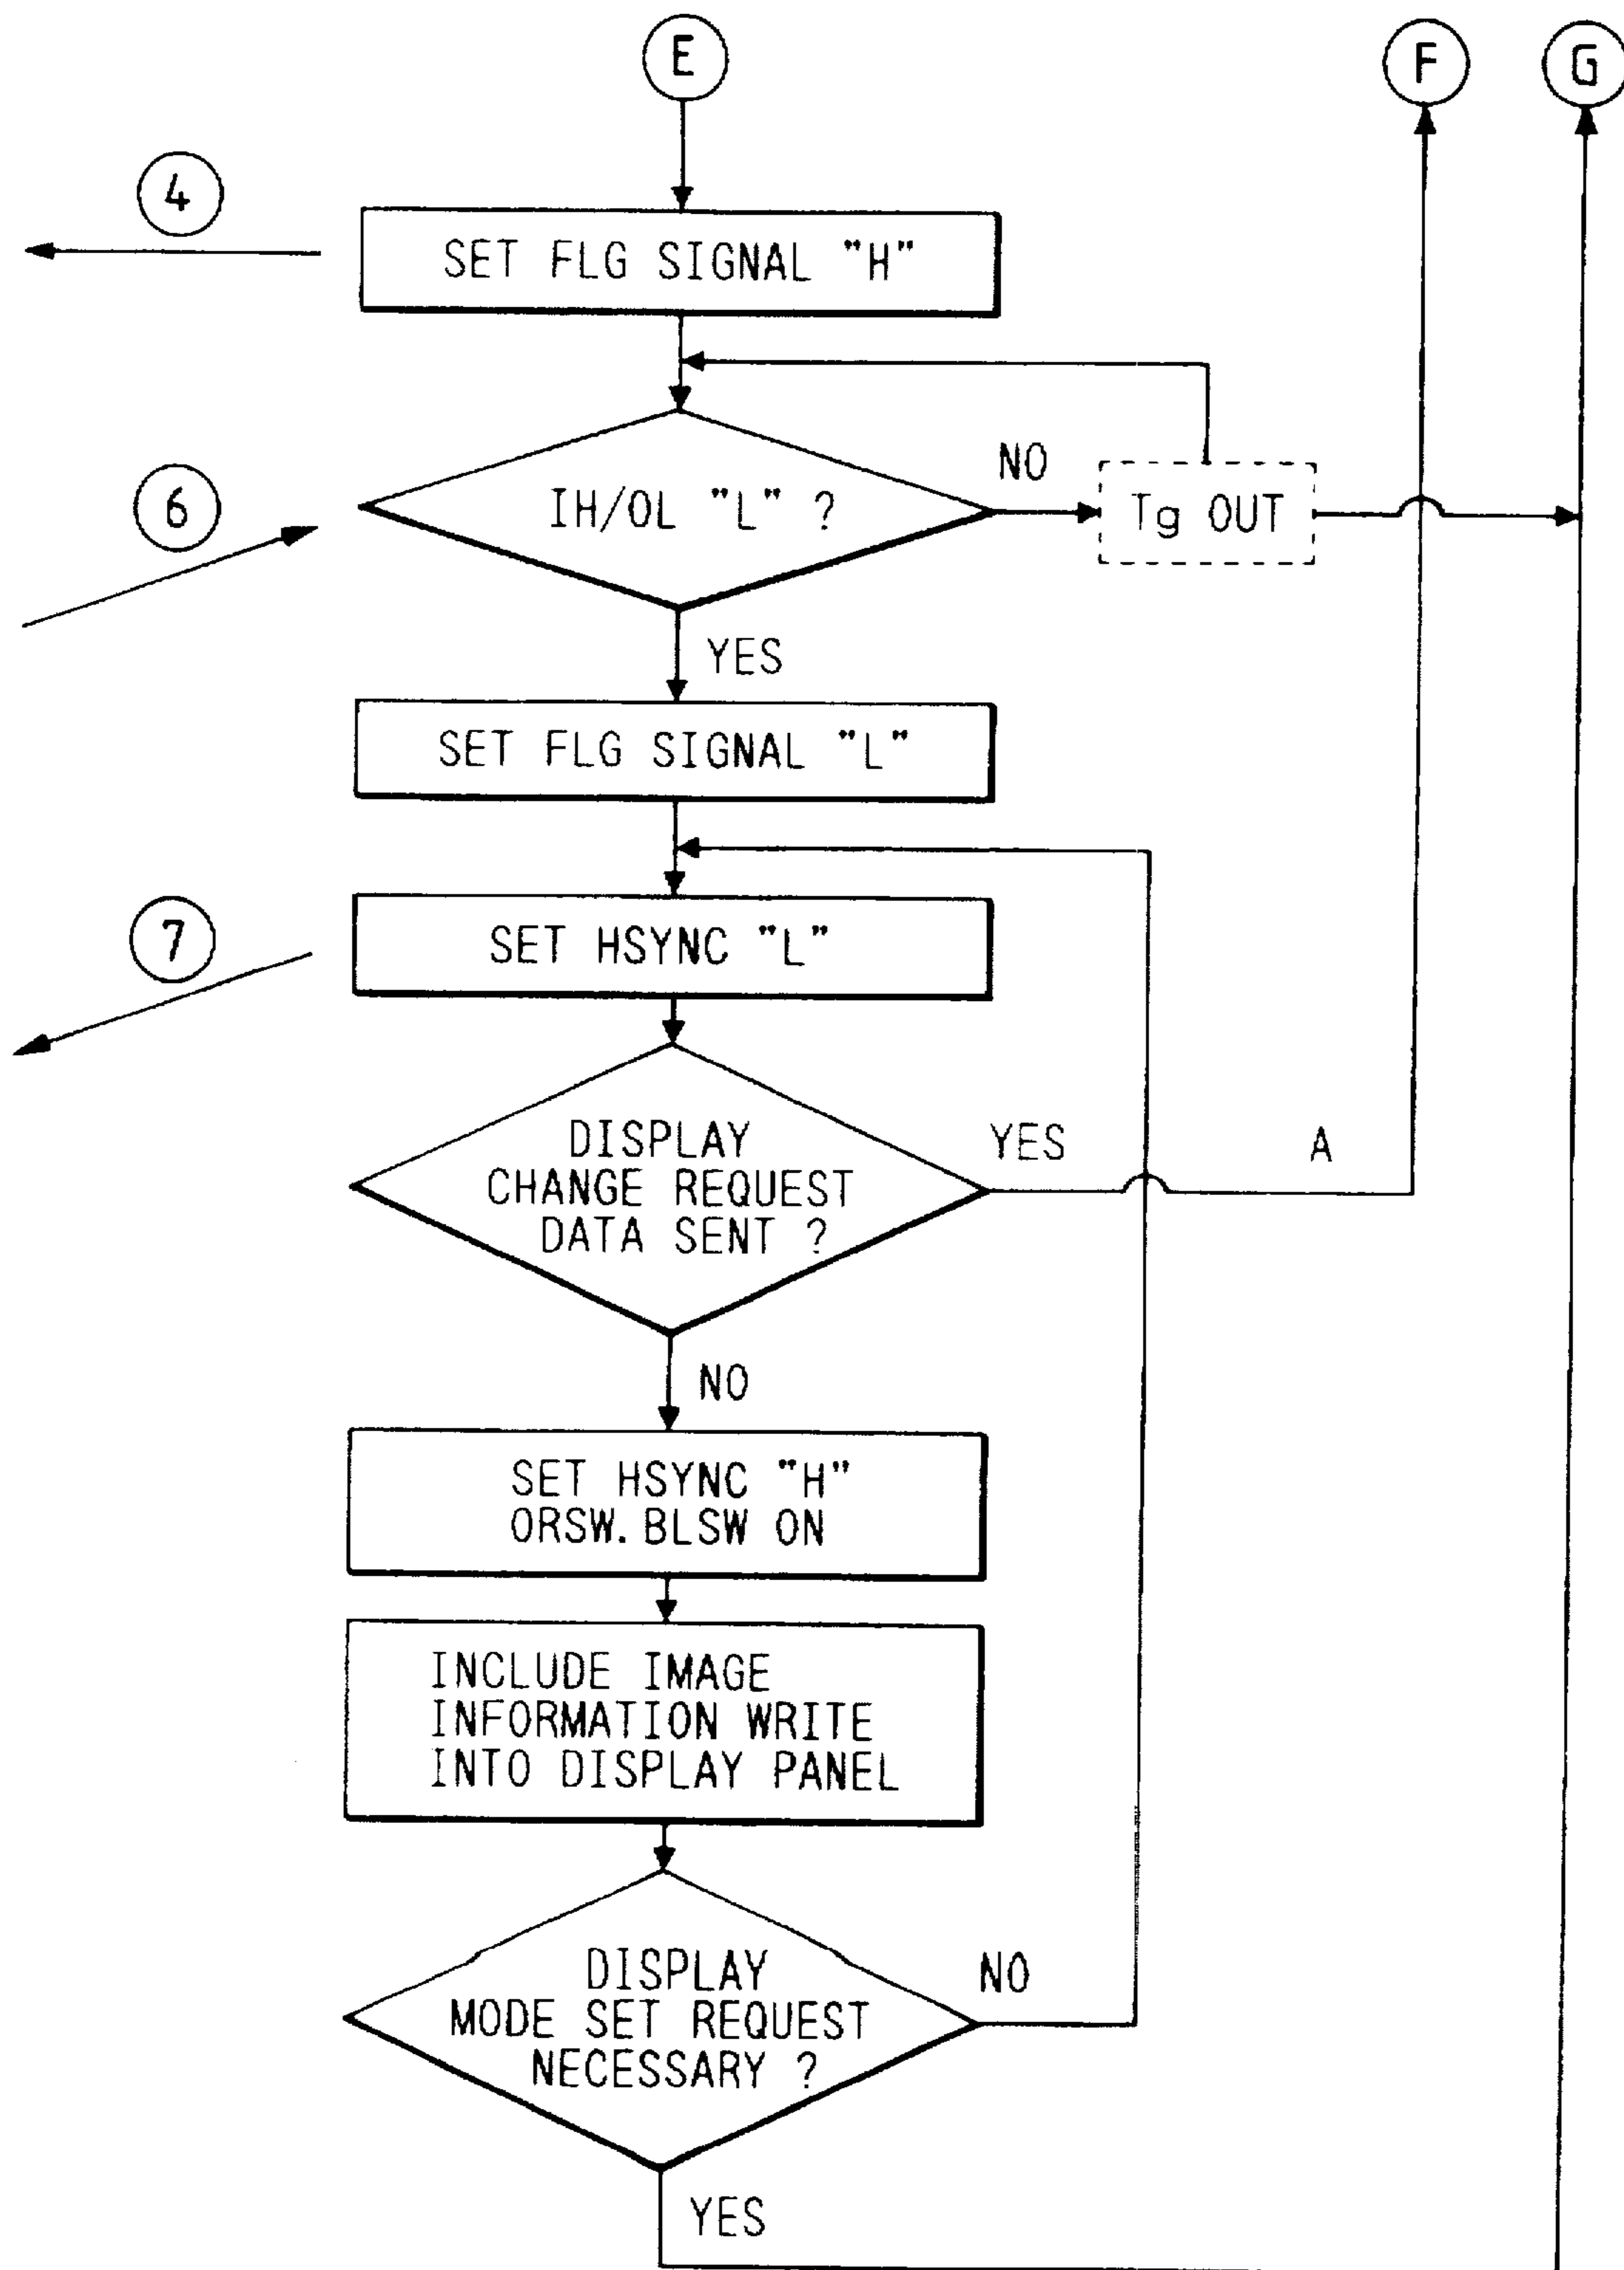 E
F
G
4
SET FLG SIGNAL "H"
NO
6
IH/OL "L" ?
Tg OUT
YES
SET FLG SIGNAL "L"
7
SET HSYNC "L"
DISPLAY
CHANGE REQUEST
DATA SENT ?
YES
A
NO
SET HSYNC "H"
ORSW. BLSW ON
INCLUDE IMAGE
INFORMATION WRITE
INTO DISPLAY PANEL
DISPLAY
MODE SET REQUEST
NECESSARY ?
NO
YES